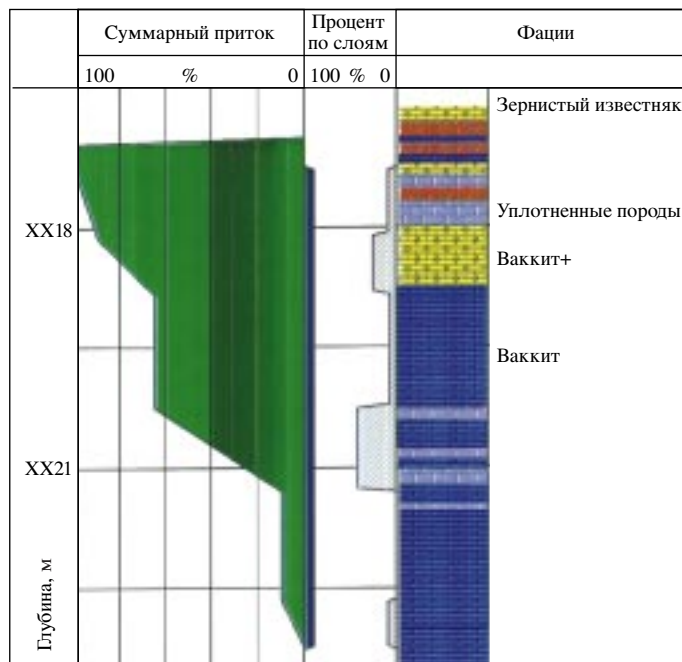 Суммарный приток
Процент
по слоям
Фации
100 % 0
100 % 0
Зернистый известняк
Уплотненные породы
XX18
Ваккит+
Ваккит
XX21
Глубина, м